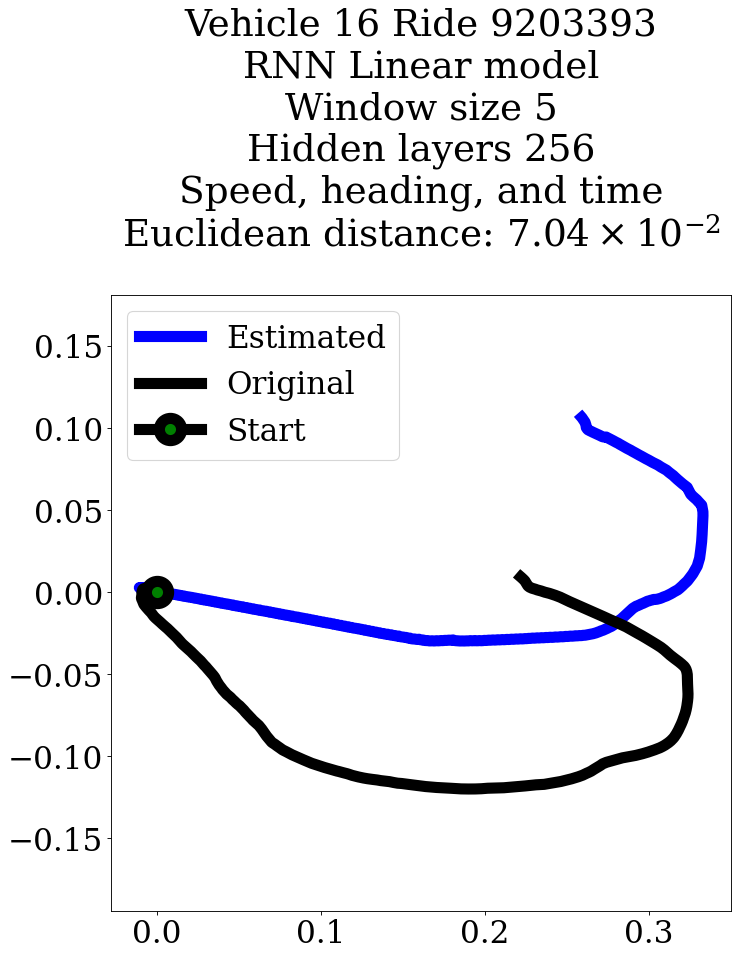 Vehicle 16 Ride 9203393
RNN Linear model
Window size 5
Hidden layers 256
Speed, heading, and time
Euclidean distance: 7.04 × 10⁻²
Estimated
Original
Start
0.15
0.10
0.05
0.00
−0.05
−0.10
−0.15
0.0 0.1 0.2 0.3